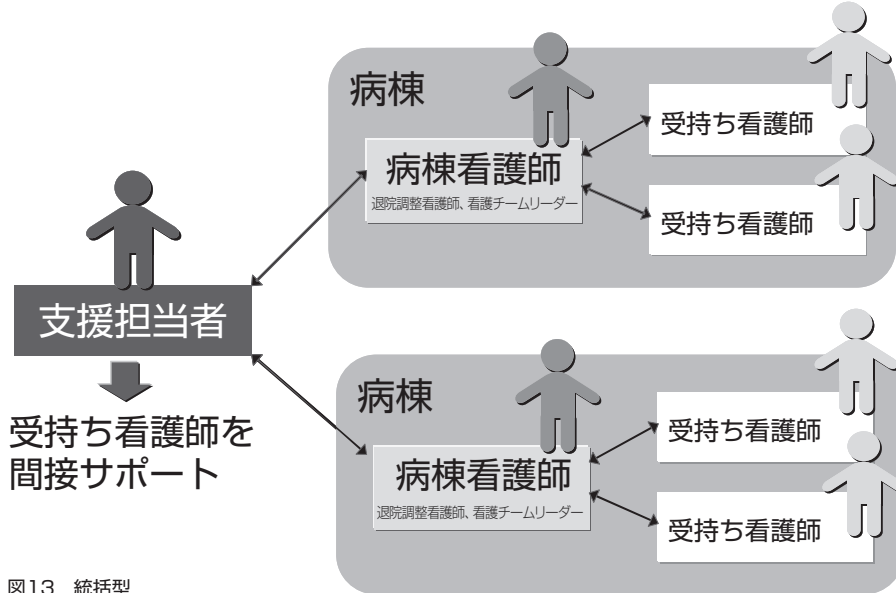 病棟
病棟看護師
退院調整看護師、看護チームリーダー
受持ち看護師
受持ち看護師
支援担当者
受持ち看護師を
間接サポート
病棟
病棟看護師
退院調整看護師、看護チームリーダー
受持ち看護師
受持ち看護師
図13 統括型